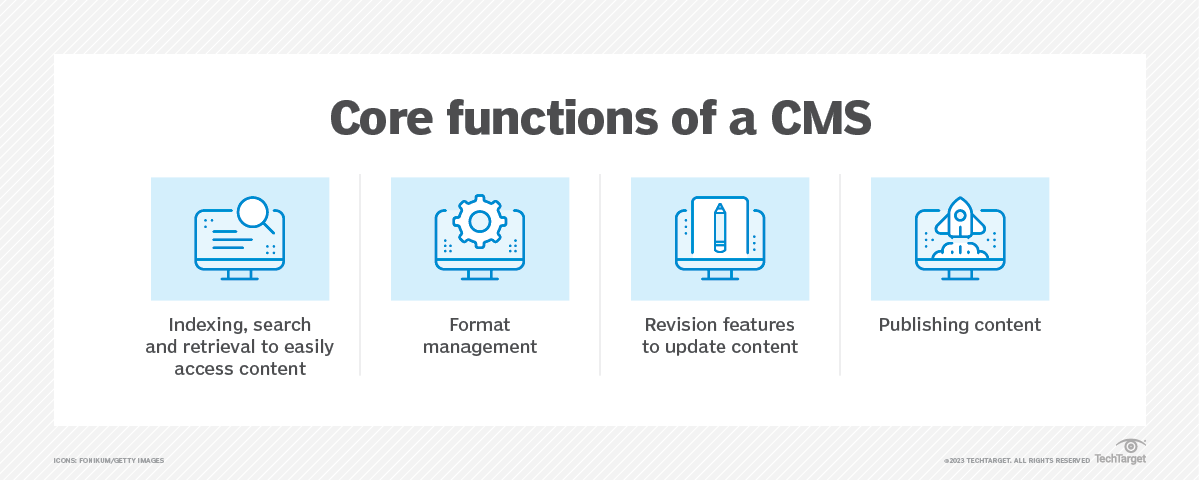 Core functions of a CMS
Indexing, search
and retrieval to easily
access content
Format
management
Revision features
to update content
Publishing content
ICONS: FONIKUM/GETTY IMAGES
©2023 TECHTARGET. ALL RIGHTS RESERVED
TechTarget